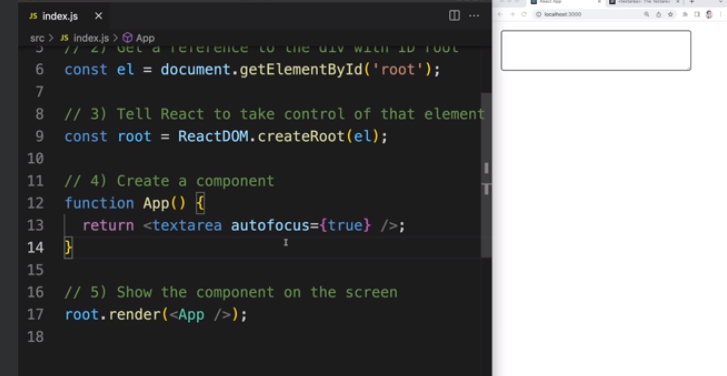 JS index.js ×
src > JS index.js > App
5 // 2) Get a reference to the div with ID root
6 const el = document.getElementById('root');
7
8 // 3) Tell React to take control of that element
9 const root = ReactDOM.createRoot(el);
10
11 // 4) Create a component
12 function App() {
13 return <textarea autofocus={true} />;
14 }
15
16 // 5) Show the component on the screen
17 root.render(<App />);
18
React App
localhost:3000